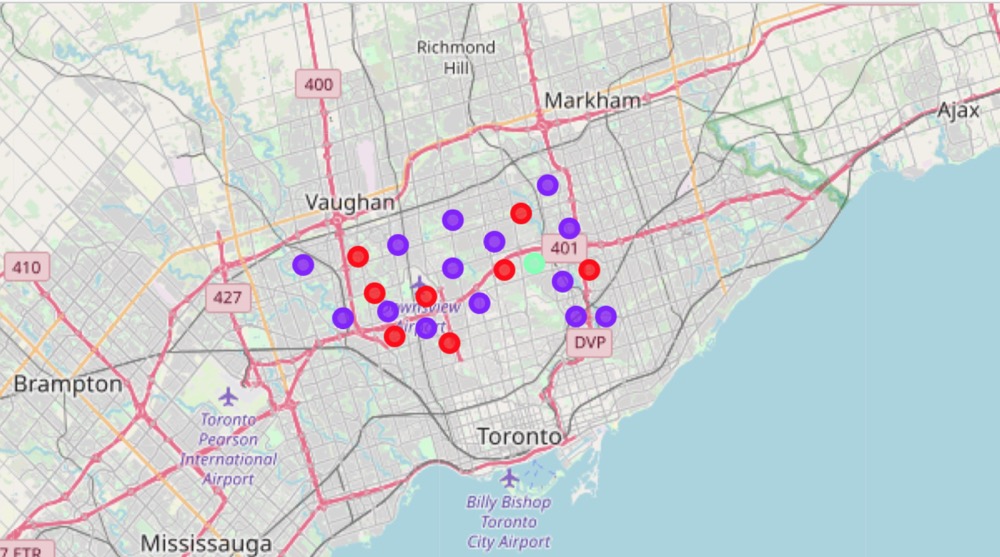 Richmond
Hill
400
Markham
Ajax
Vaughan
401
410
427
Airport
DVP
Brampton
Toronto
Pearson
International
Airport
Toronto
Billy Bishop
Toronto
City Airport
Mississauga
7 ETR